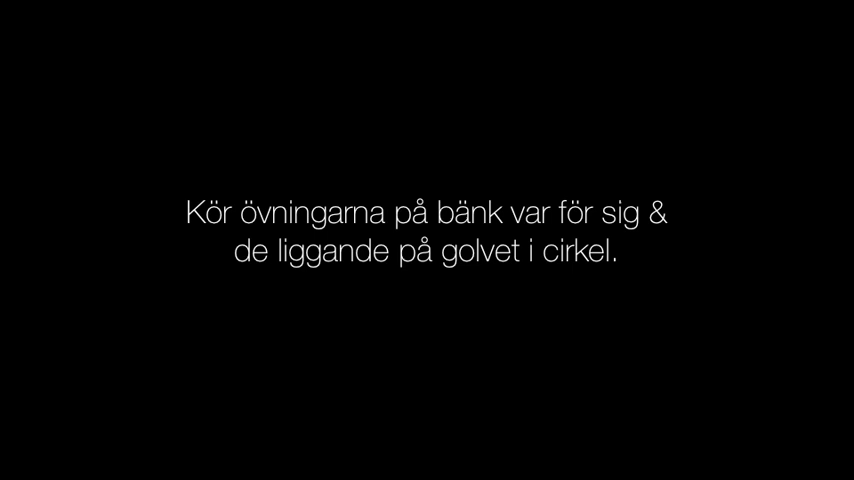 Kör övningarna på bänk var för sig &
de liggande på golvet i cirkel.